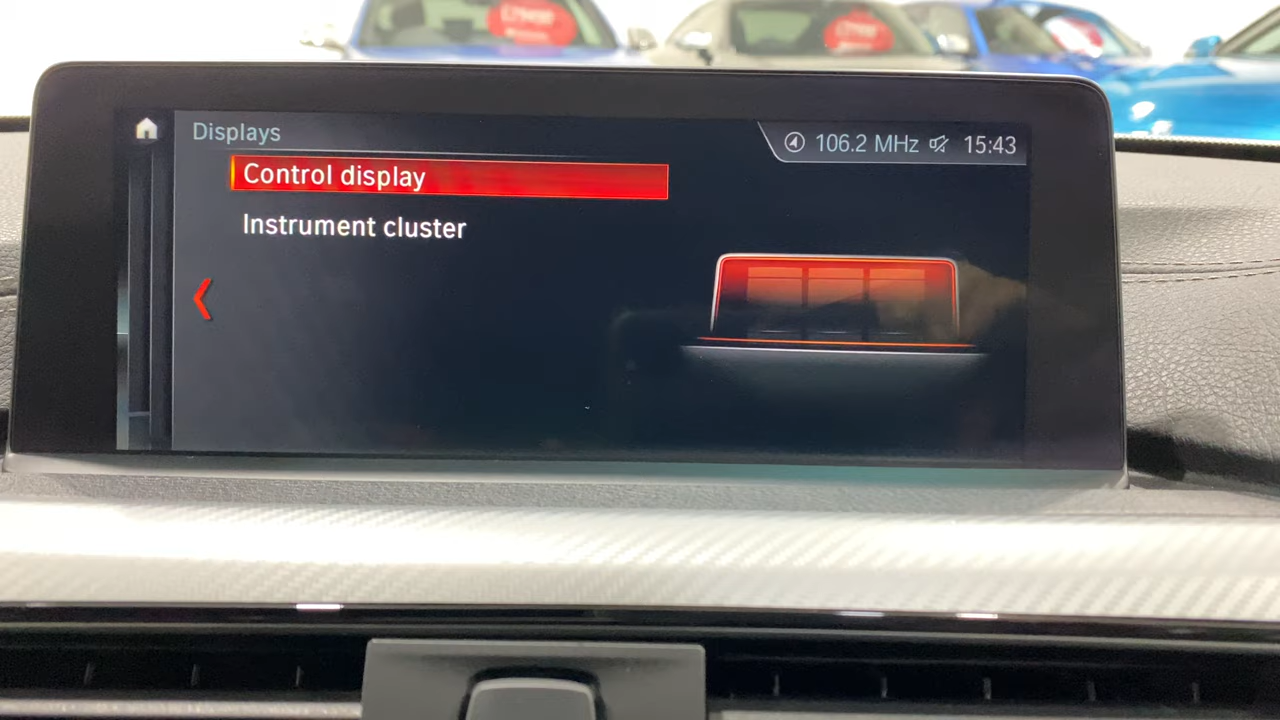 Displays
106.2 MHz 15:43
Control display
Instrument cluster